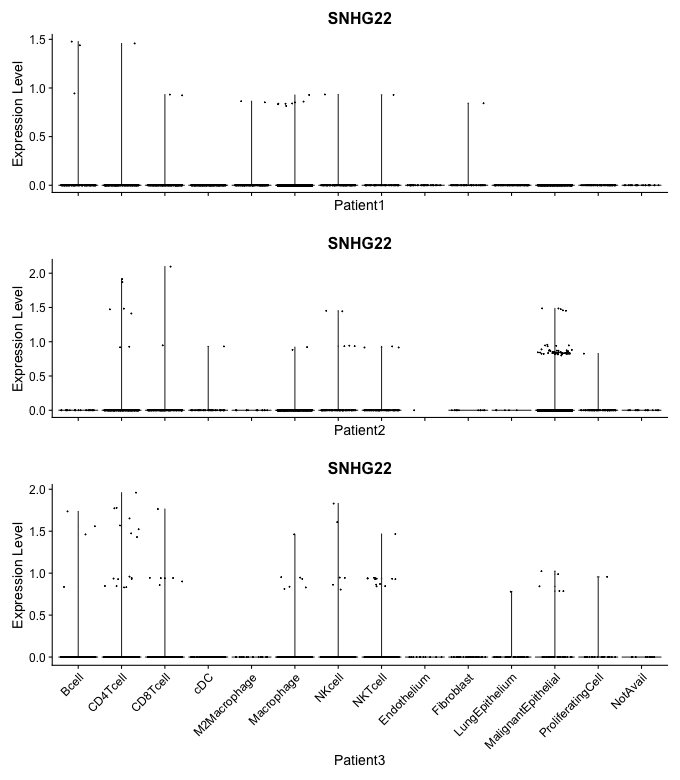 SNHG22
Expression Level
1.5
1.0
0.5
0.0
Patient1
SNHG22
Expression Level
2.0
1.5
1.0
0.5
0.0
Patient2
SNHG22
Expression Level
2.0
1.5
1.0
0.5
0.0
Bcell
CD4Tcell
CD8Tcell
cDC
M2Macrophage
Macrophage
NKcell
NKTcell
Endothelium
Fibroblast
LungEpithelium
MalignantEpithelial
ProliferatingCell
NotAvail
Patient3